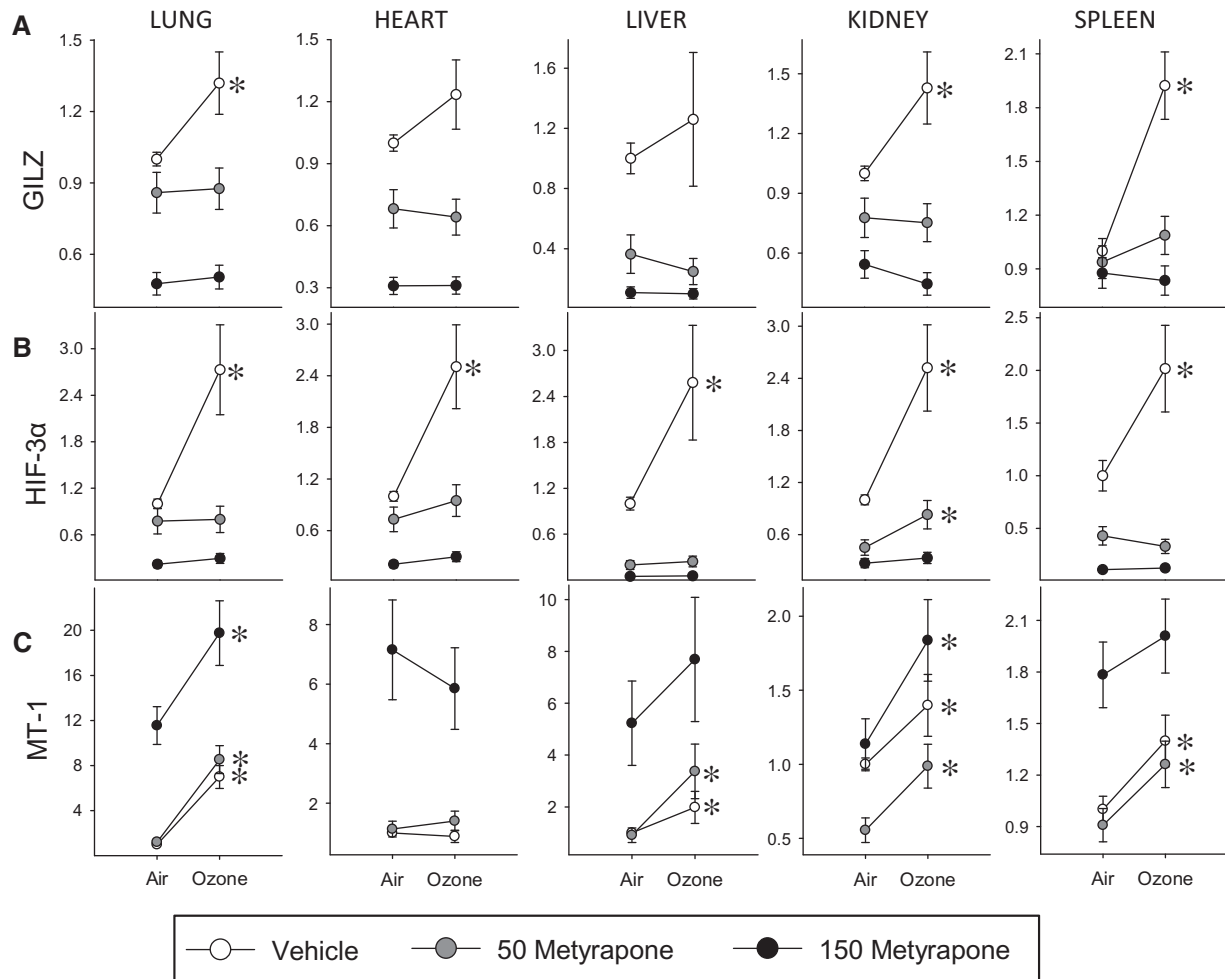 A LUNG HEART LIVER KIDNEY SPLEEN
GILZ
1.5 1.2 0.9 0.6
1.5 1.2 0.9 0.6 0.3
1.6 1.2 0.8 0.4
1.5 1.2 0.9 0.6
2.1 1.8 1.5 1.2 0.9
* * *
B
HIF-3α
3.0 2.4 1.8 1.2 0.6
3.0 2.4 1.8 1.2 0.6
3.0 2.4 1.8 1.2 0.6
3.0 2.4 1.8 1.2 0.6
2.5 2.0 1.5 1.0 0.5
* * * * * *
C
MT-1
20 16 12 8 4
8 6 4 2
10 8 6 4 2
2.0 1.5 1.0 0.5
2.1 1.8 1.5 1.2 0.9
* * * * * * * * * *
Air Ozone Air Ozone Air Ozone Air Ozone Air Ozone
Vehicle 50 Metyrapone 150 Metyrapone